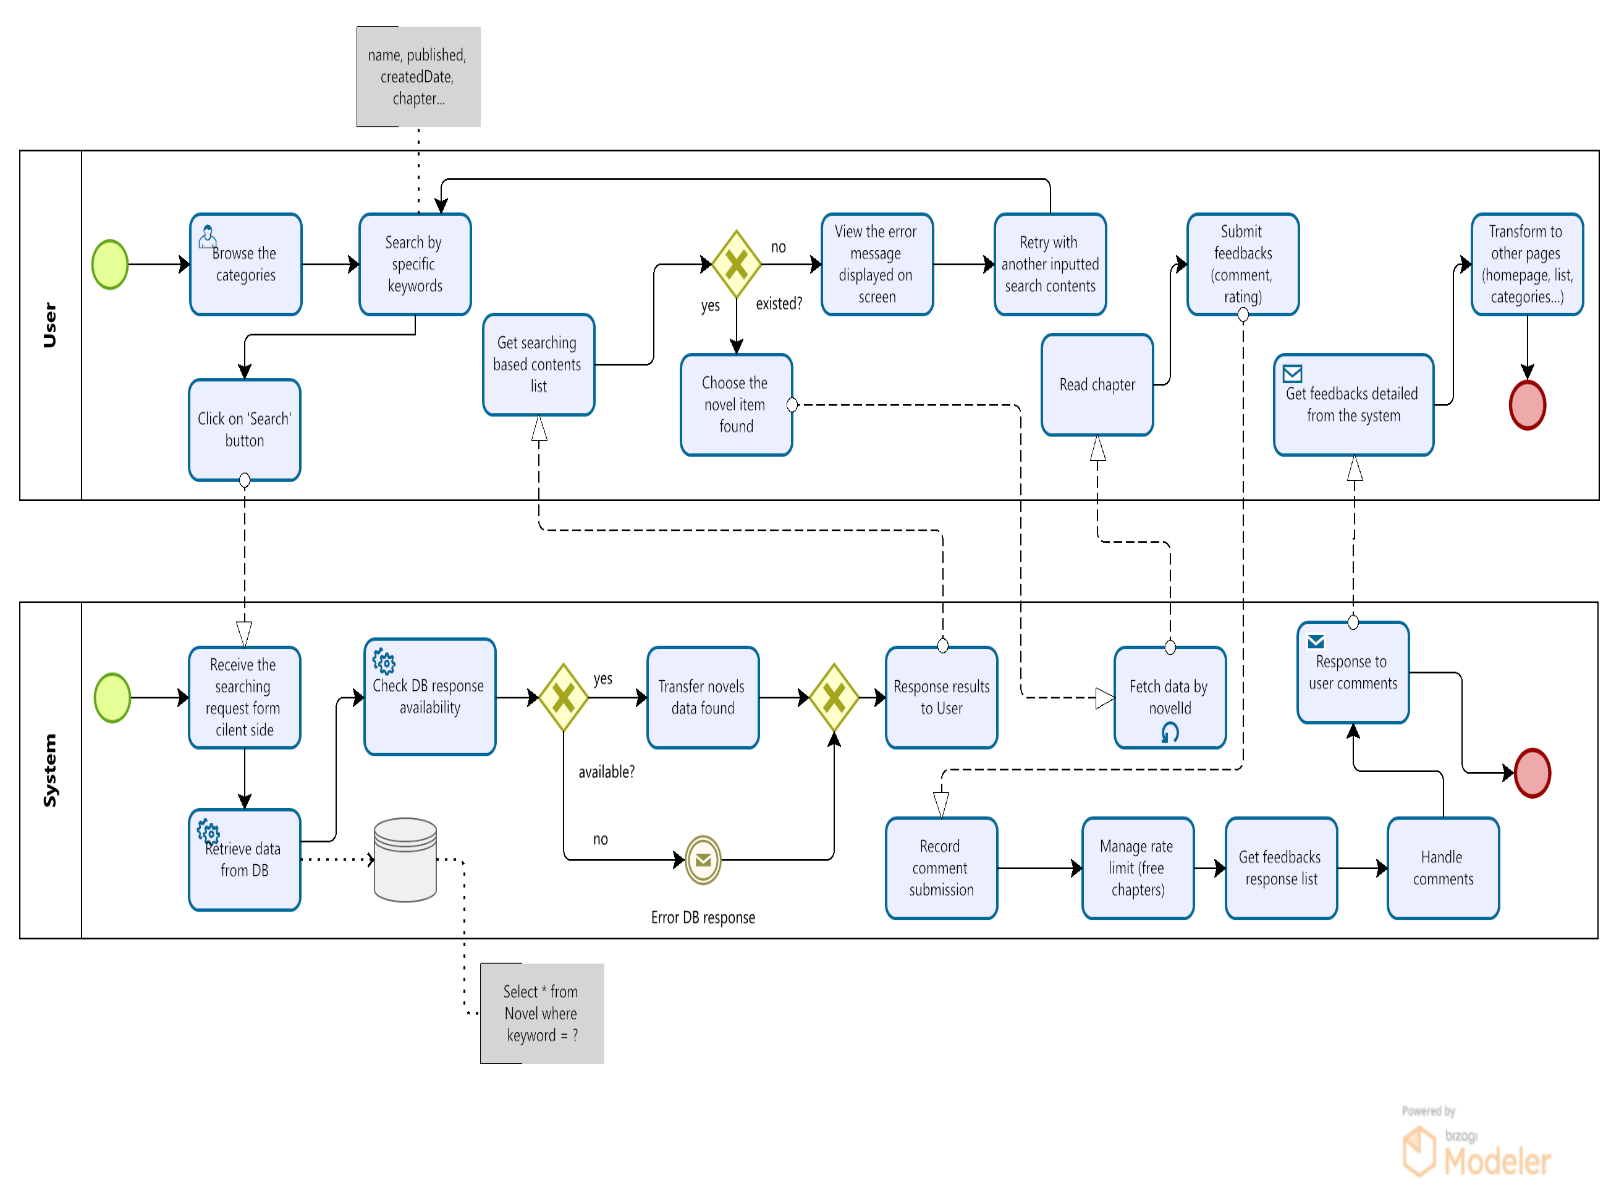 name, published,
createdDate,
chapter...
User
Browse the
categories
Search by
specific
keywords
Click on 'Search'
button
Get searching
based contents
list
no
yes
existed?
Choose the
novel item
found
View the error
message
displayed on
screen
Retry with
another inputted
search contents
Read chapter
Submit
feedbacks
(comment,
rating)
Get feedbacks detailed
from the system
Transform to
other pages
(homepage, list,
categories...)
System
Receive the
searching
request form
cilent side
Retrieve data
from DB
Check DB response
availability
yes
available?
no
Transfer novels
data found
Error DB response
Response results
to User
Fetch data by
novelId
Record
comment
submission
Manage rate
limit (free
chapters)
Get feedbacks
response list
Handle
comments
Response to
user comments
Select * from
Novel where
keyword = ?
Powered by
bizagi
Modeler